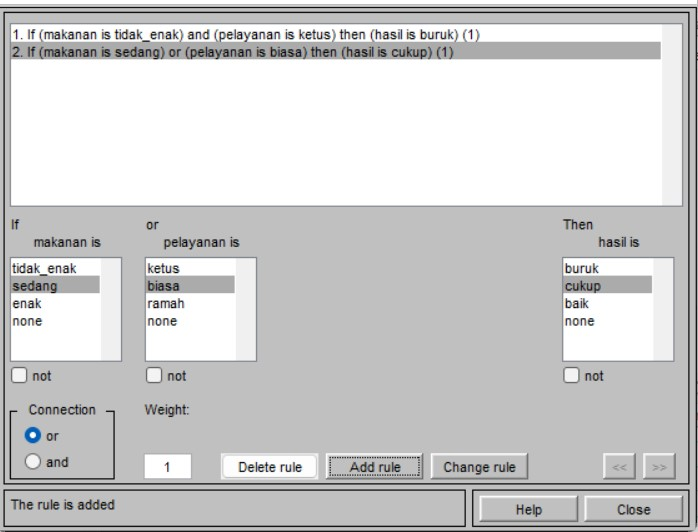 1. If (makanan is tidak_enak) and (pelayanan is ketus) then (hasil is buruk) (1)
2. If (makanan is sedang) or (pelayanan is biasa) then (hasil is cukup) (1)
If
or
Then
makanan is
pelayanan is
hasil is
tidak_enak
sedang
enak
none
ketus
biasa
ramah
none
buruk
cukup
baik
none
not
not
not
Connection
or
and
Weight:
1
Delete rule
Add rule
Change rule
<<
>>
The rule is added
Help
Close